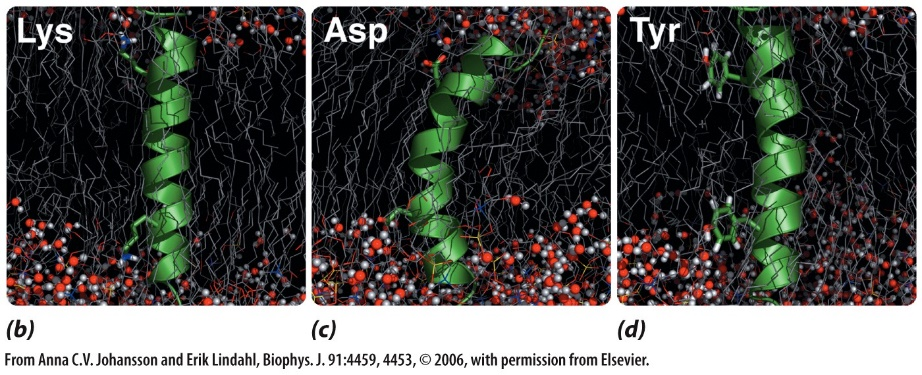 Lys
Asp
Tyr
(b)
(c)
(d)
From Anna C.V. Johansson and Erik Lindahl, Biophys. J. 91:4459, 4453, © 2006, with permission from Elsevier.